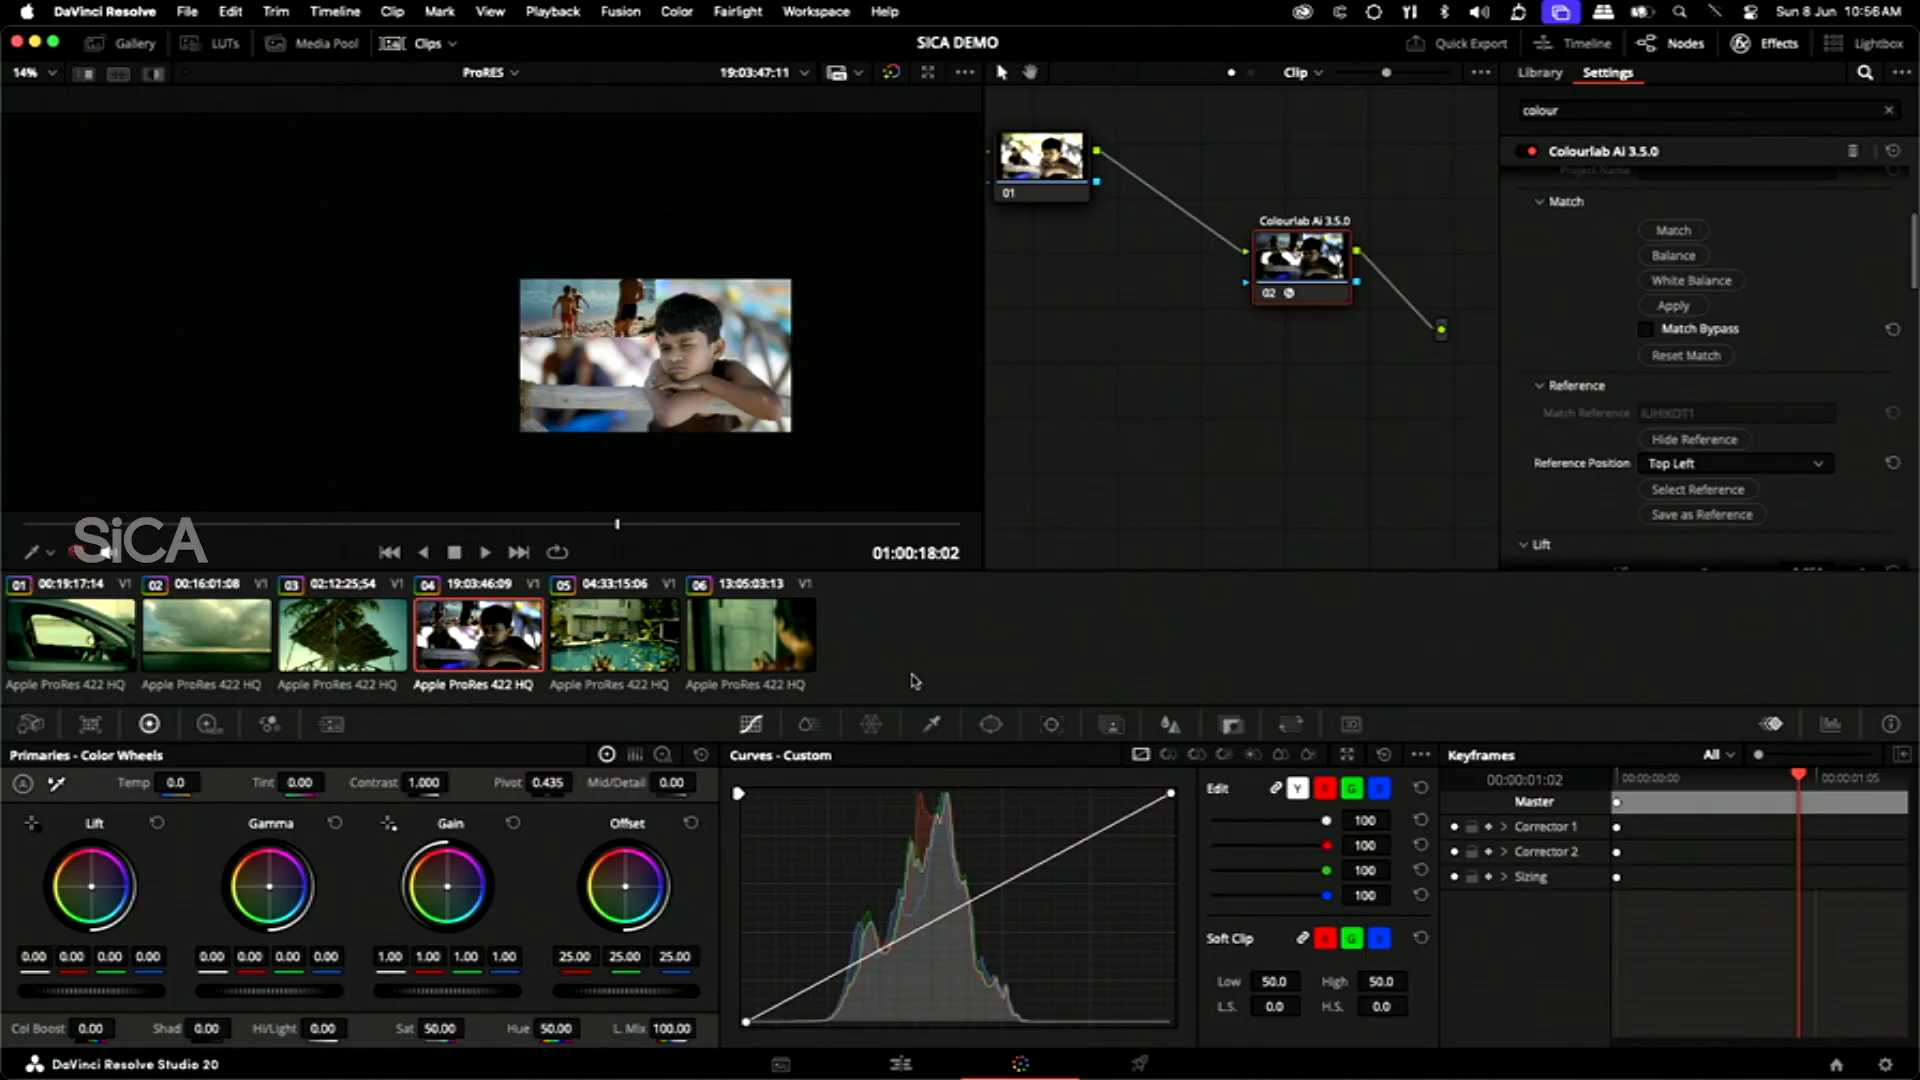 DaVinci Resolve File Edit Trim Timeline Clip Mark View Playback Fusion Color Fairlight Workspace Help Sun 8 Jun 10:56AM
Gallery LUTs Media Pool Clips SICA DEMO Quick Export Timeline Nodes Effects Lightbox
14% ProRES 19:03:47:11 Clip Library Settings
colour
Colourlab Ai 3.5.0
Project Name
Match
Match
Balance
White Balance
Apply
Match Bypass
Reset Match
Reference
Match Reference
Hide Reference
Reference Position Top Left
Select Reference
Save as Reference
Lift
01
Colourlab Ai 3.5.0
02
SiCA
01:00:18:02
01 00:19:17:14 V1 02 00:16:01:08 V1 03 02:12:25;54 V1 04 19:03:46:09 V1 05 04:33:15:06 V1 06 13:05:03:13 V1
Apple ProRes 422 HQ Apple ProRes 422 HQ Apple ProRes 422 HQ Apple ProRes 422 HQ Apple ProRes 422 HQ Apple ProRes 422 HQ
Primaries - Color Wheels
Temp 0.0 Tint 0.00 Contrast 1.000 Pivot 0.435 Mid/Detail 0.00
Lift Gamma Gain Offset
0.00 0.00 0.00 0.00 0.00 0.00 0.00 0.00 1.00 1.00 1.00 1.00 25.00 25.00 25.00
Col Boost 0.00 Shad 0.00 Hi/Light 0.00 Sat 50.00 Hue 50.00 L. Mix 100.00
Curves - Custom
Edit Y R G B
100
100
100
100
Soft Clip R G B
Low 50.0 High 50.0
L.S. 0.0 H.S. 0.0
Keyframes All
00:00:01:02 00:00:00:00 00:00:01:05
Master
Corrector 1
Corrector 2
Sizing
DaVinci Resolve Studio 20